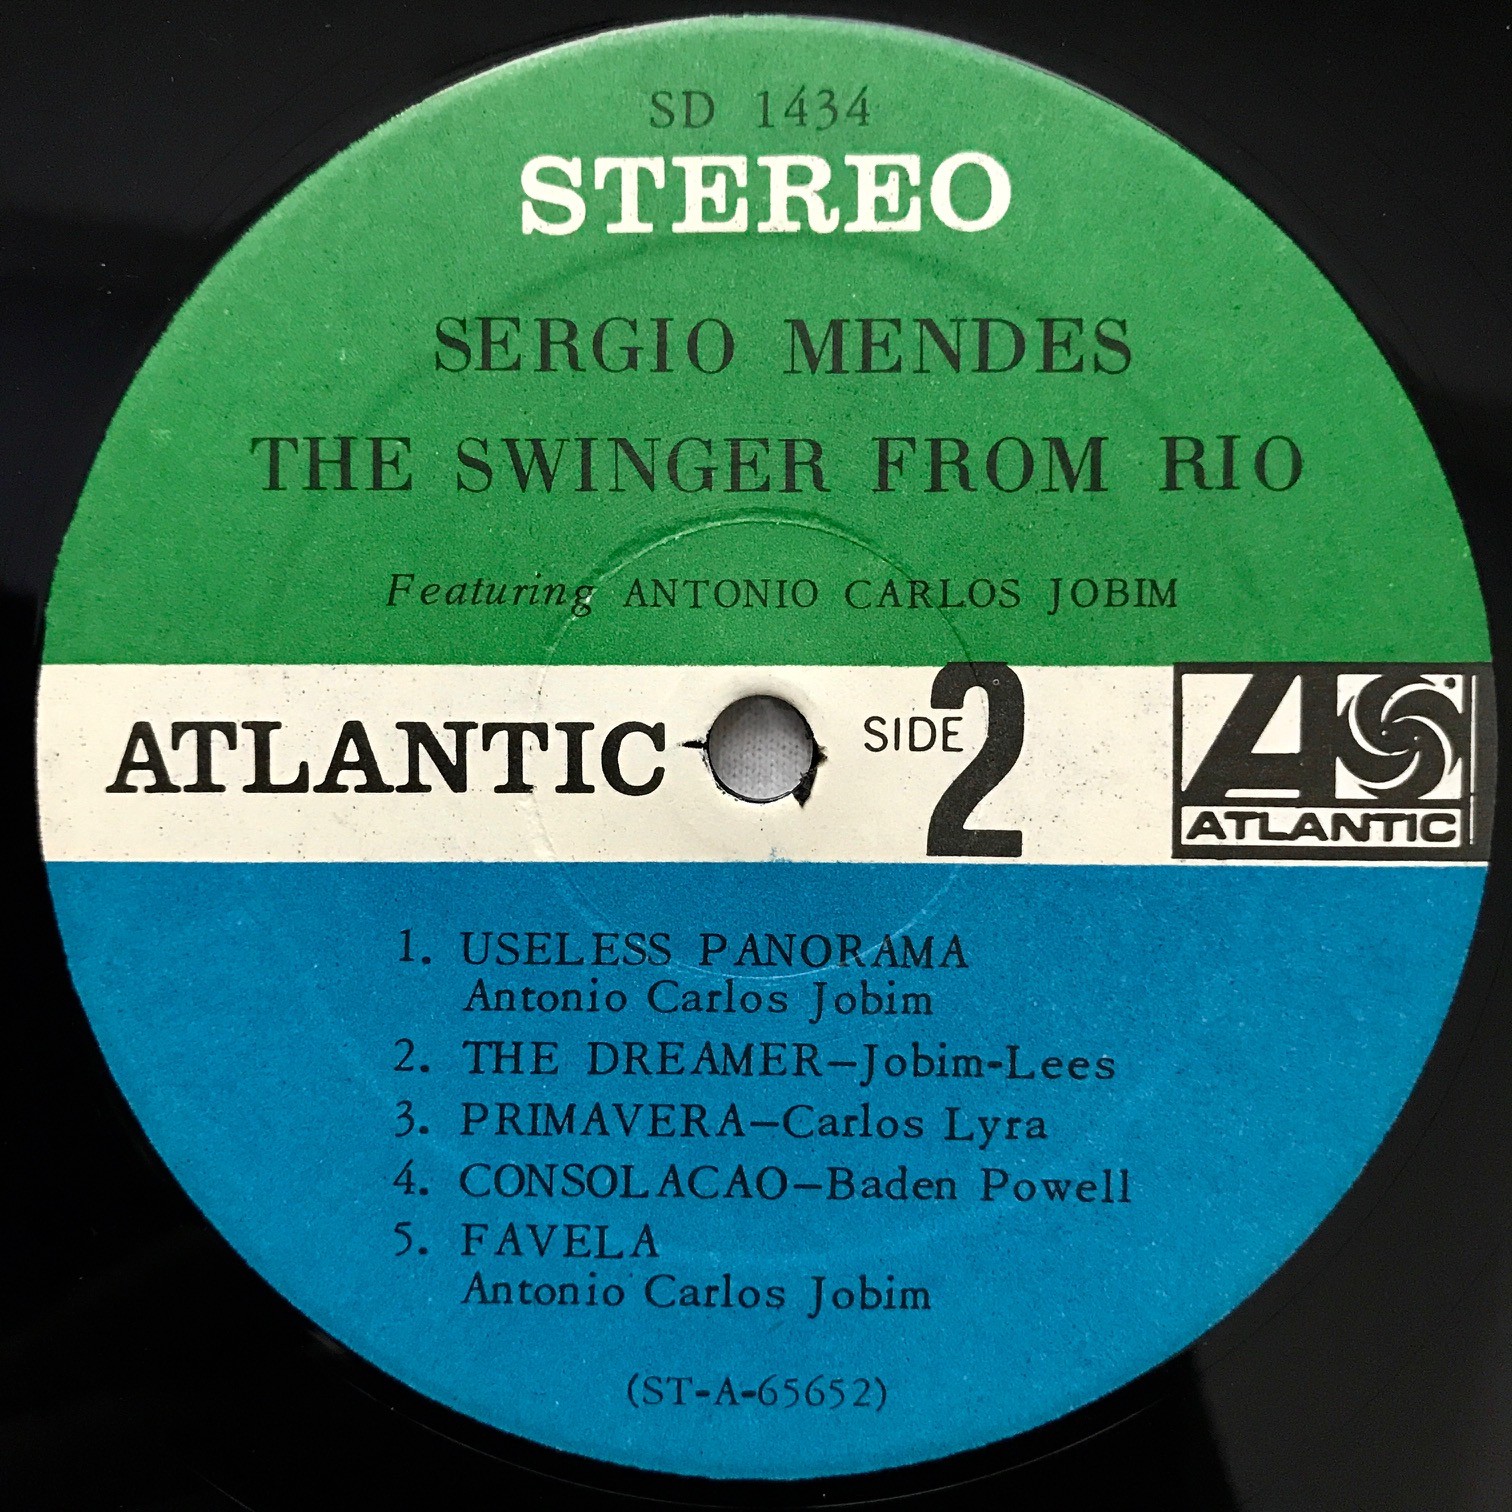 SD 1434
STEREO
SERGIO MENDES
THE SWINGER FROM RIO
Featuring ANTONIO CARLOS JOBIM
ATLANTIC SIDE 2
ATLANTIC
1. USELESS PANORAMA
Antonio Carlos Jobim
2. THE DREAMER–Jobim-Lees
3. PRIMAVERA–Carlos Lyra
4. CONSOLACAO–Baden Powell
5. FAVELA
Antonio Carlos Jobim
(ST-A-65652)